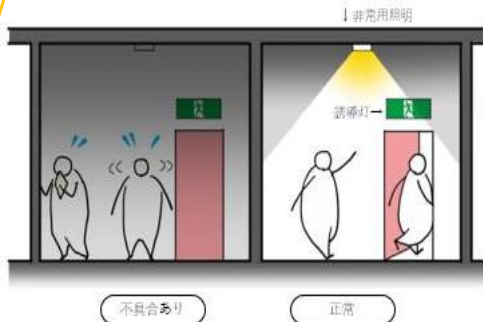 ↓非常用照明
誘導灯→
不具合あり
正常